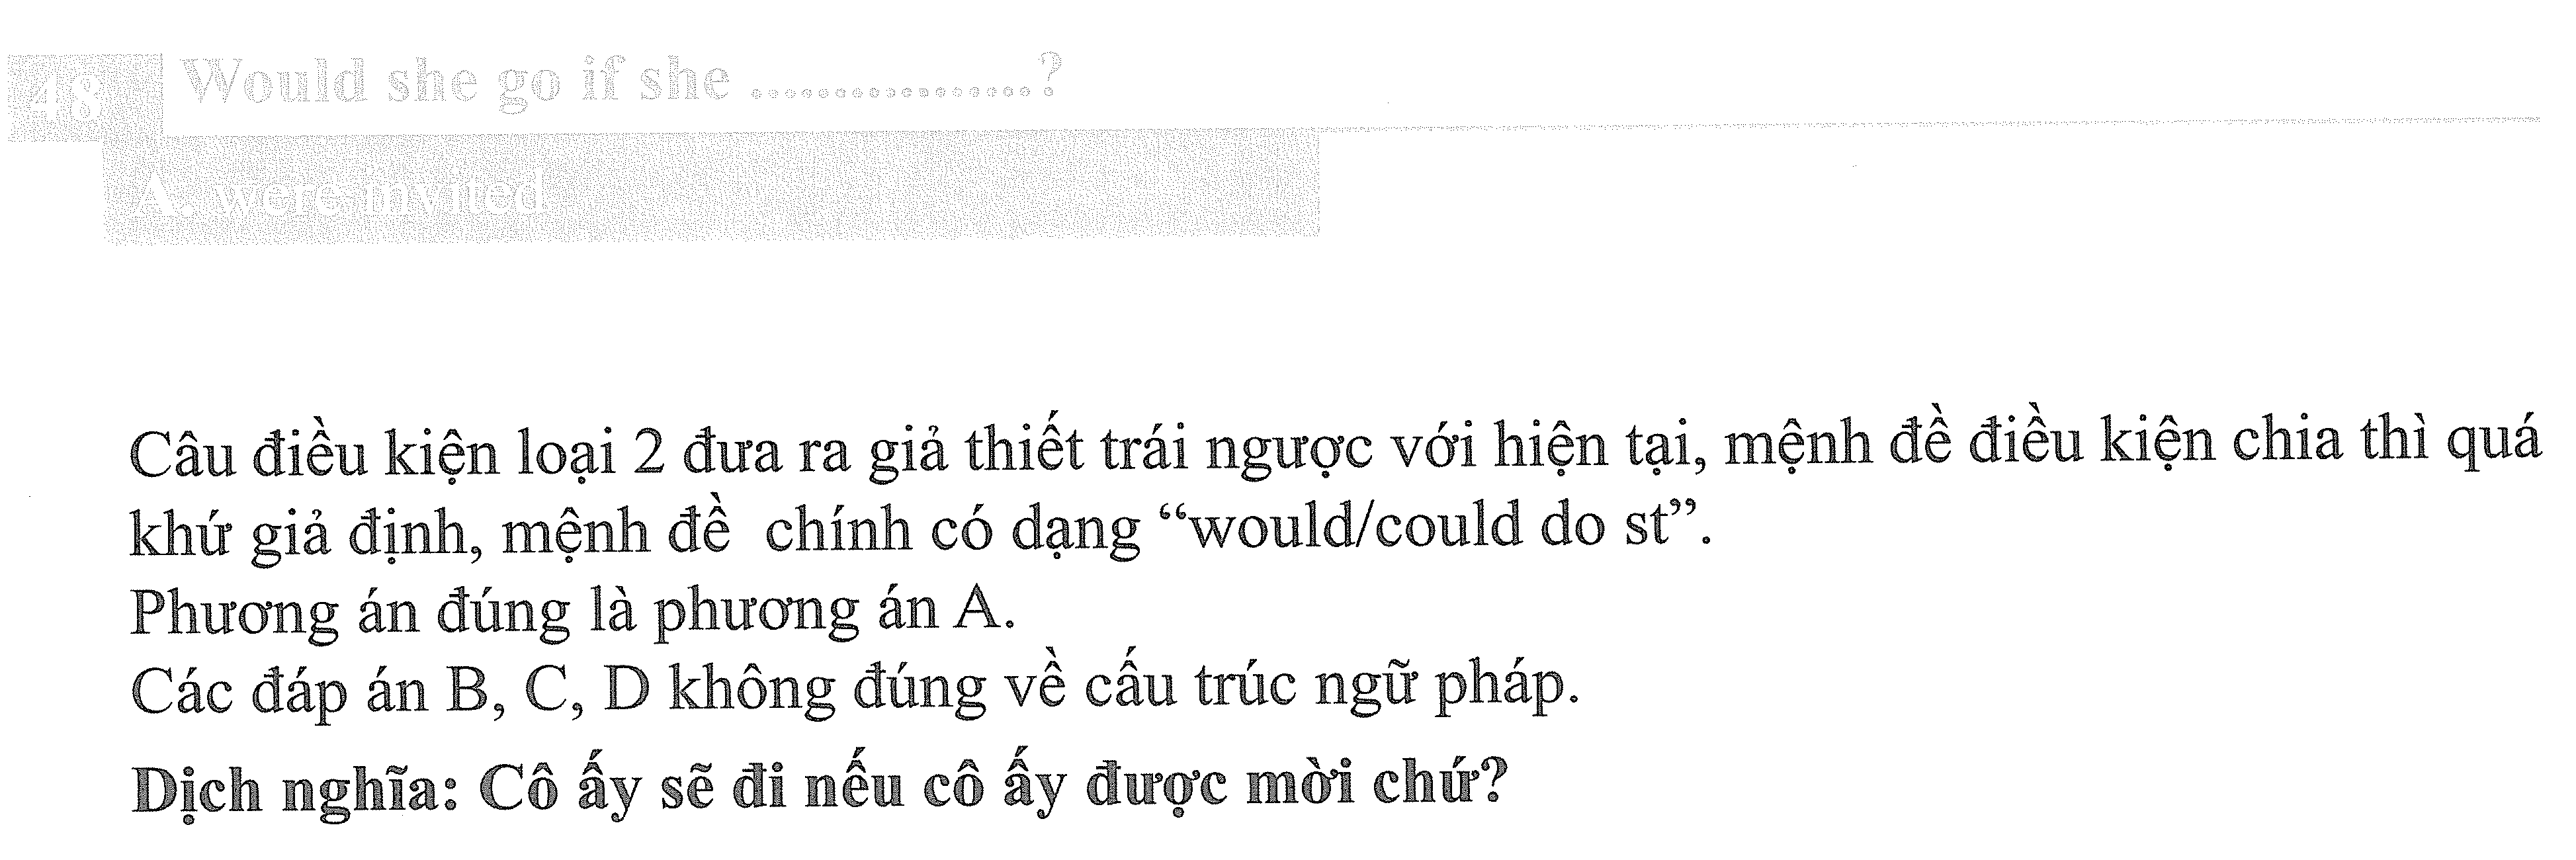 48 Would she go if she .................?
A. were invited
Câu điều kiện loại 2 đưa ra giả thiết trái ngược với hiện tại, mệnh đề điều kiện chia thì quá
khứ giả định, mệnh đề chính có dạng “would/could do st”.
Phương án đúng là phương án A.
Các đáp án B, C, D không đúng về cấu trúc ngữ pháp.
Dịch nghĩa: Cô ấy sẽ đi nếu cô ấy được mời chứ?